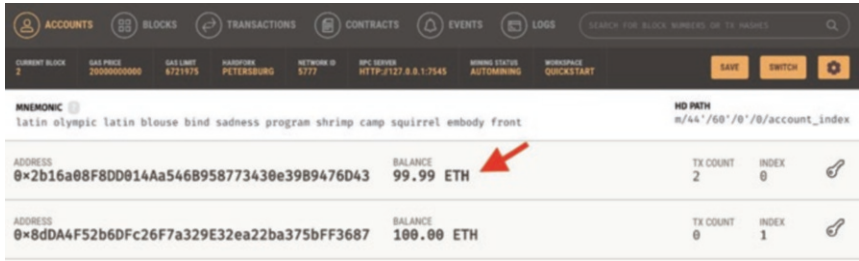 ACCOUNTS BLOCKS TRANSACTIONS CONTRACTS EVENTS LOGS SEARCH FOR BLOCK NUMBERS OR TX HASHES
CURRENT BLOCK GAS PRICE GAS LIMIT HARDFORK NETWORK ID RPC SERVER MINING STATUS WORKSPACE
2 20000000000 6721975 PETERSBURG 5777 HTTP://127.0.0.1:7545 AUTOMINING QUICKSTART SAVE SWITCH
MNEMONIC HD PATH
latin olympic latin blouse bind sadness program shrimp camp squirrel embody front m/44'/60'/0'/0/account_index
ADDRESS BALANCE TX COUNT INDEX
0×2b16a08F8DD014Aa546B958773430e39B9476D43 99.99 ETH 2 0
ADDRESS BALANCE TX COUNT INDEX
0×8dDA4F52b6DFc26F7a329E32ea22ba375bFF3687 100.00 ETH 0 1